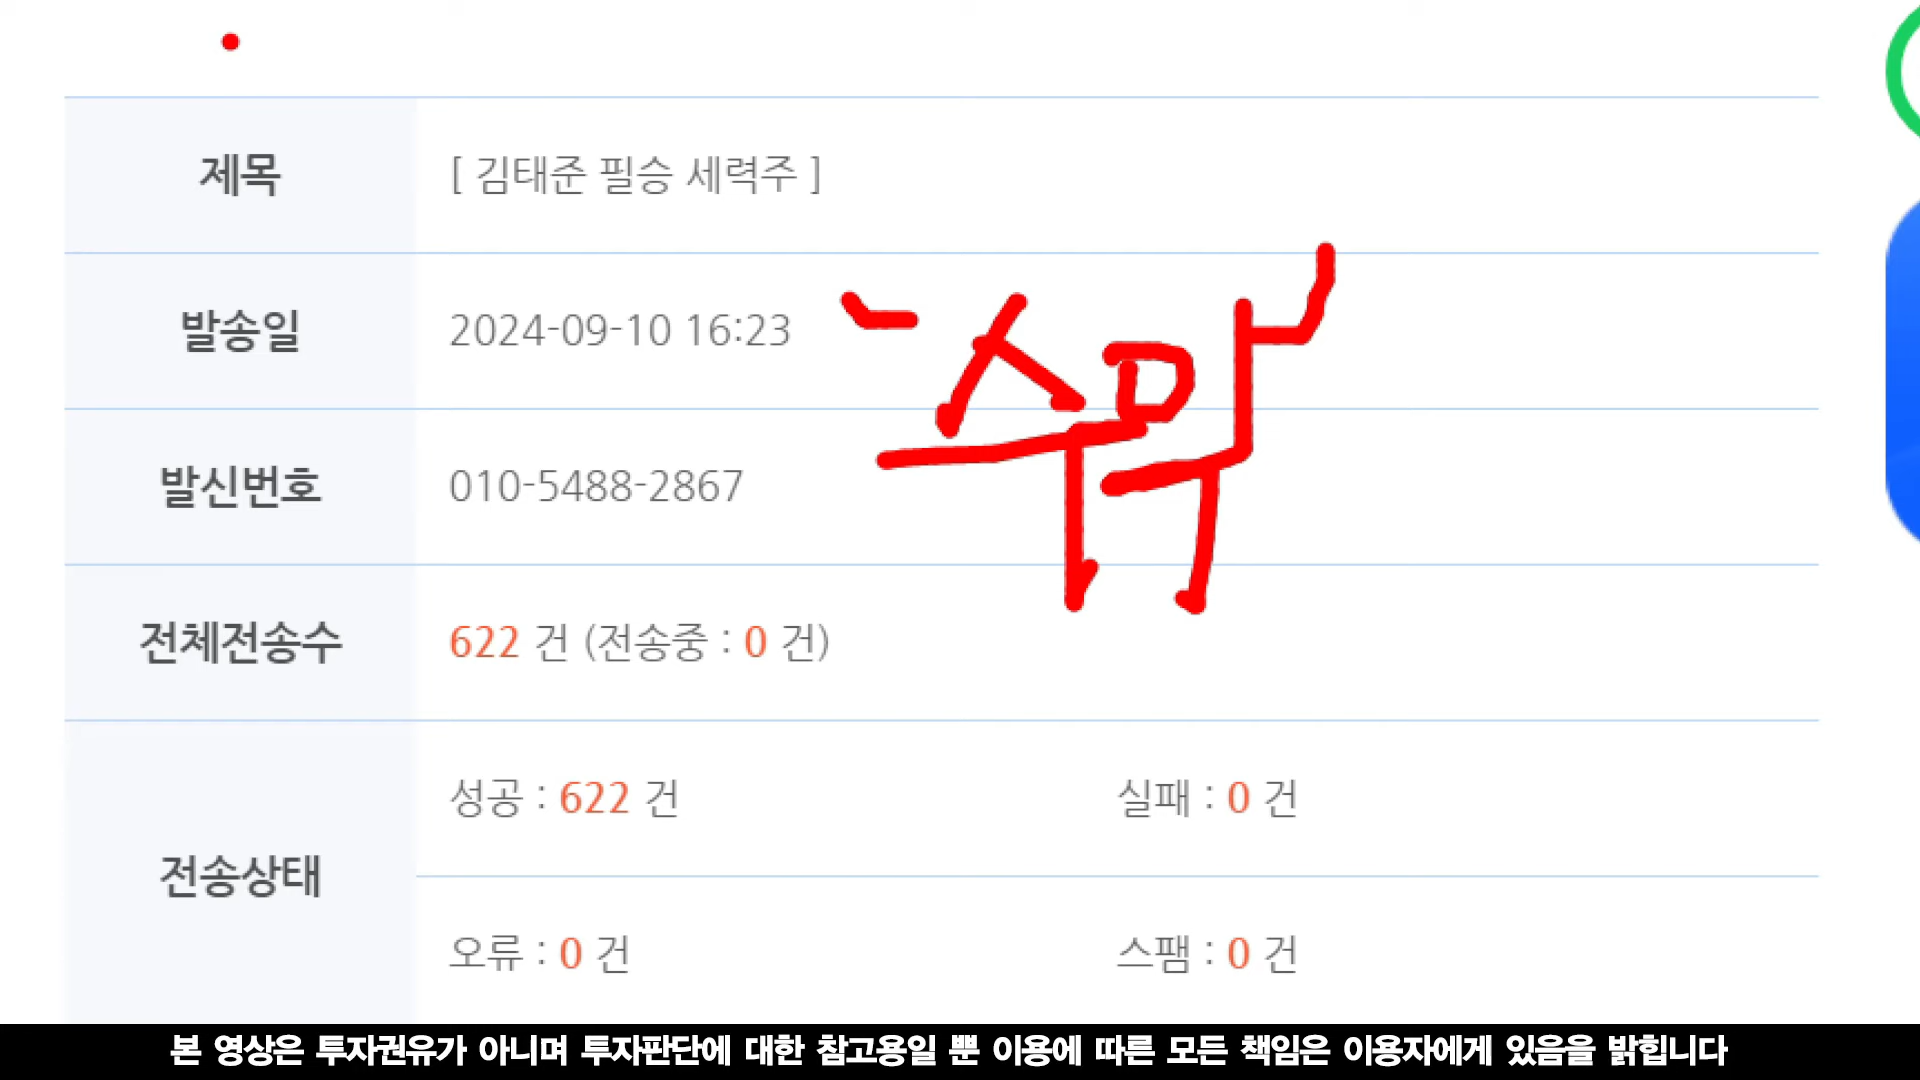 제목 [ 김태준 필승 세력주 ]
발송일 2024-09-10 16:23
발신번호 010-5488-2867
전체전송수 622 건 (전송중 : 0 건)
전송상태
성공 : 622 건 실패 : 0 건
오류 : 0 건 스팸 : 0 건
본 영상은 투자권유가 아니며 투자판단에 대한 참고용일 뿐 이용에 따른 모든 책임은 이용자에게 있음을 밝힙니다